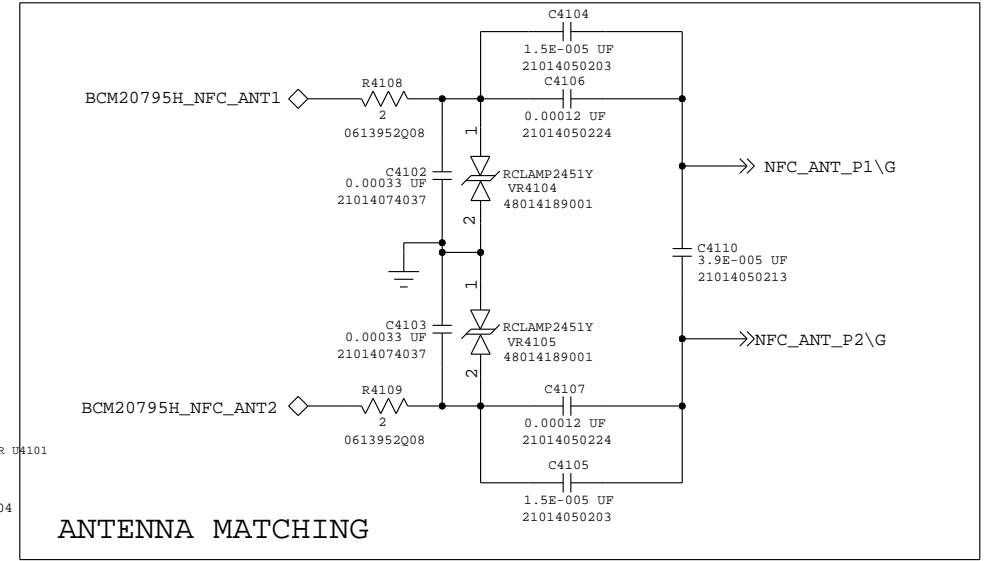 C4104
1.5E-005 UF
21014050203
C4106
0.00012 UF
21014050224
R4108
2
0613952Q08
BCM20795H_NFC_ANT1
1
C4102
0.00033 UF
21014074037
RCLAMP2451Y
VR4104
48014189001
2
NFC_ANT_P1\G
C4110
3.9E-005 UF
21014050213
1
C4103
0.00033 UF
21014074037
RCLAMP2451Y
VR4105
48014189001
2
NFC_ANT_P2\G
R4109
2
0613952Q08
BCM20795H_NFC_ANT2
C4107
0.00012 UF
21014050224
C4105
1.5E-005 UF
21014050203
R U4101
04
ANTENNA MATCHING